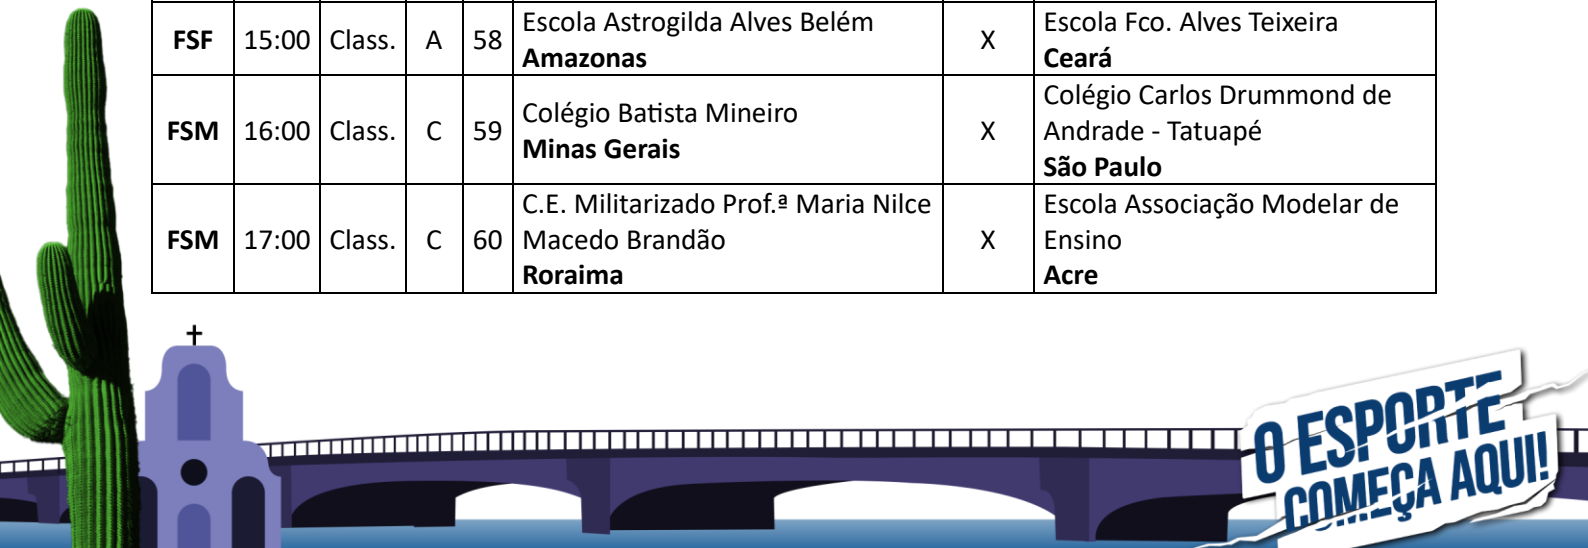 FSF 15:00 Class. A 58 Escola Astrogilda Alves Belém X Escola Fco. Alves Teixeira
Amazonas Ceará
FSM 16:00 Class. C 59 Colégio Batista Mineiro X Colégio Carlos Drummond de
Minas Gerais Andrade - Tatuapé
São Paulo
FSM 17:00 Class. C 60 C.E. Militarizado Prof.ª Maria Nilce X Escola Associação Modelar de
Macedo Brandão Ensino
Roraima Acre
O ESPORTE
COMEÇA AQUI!